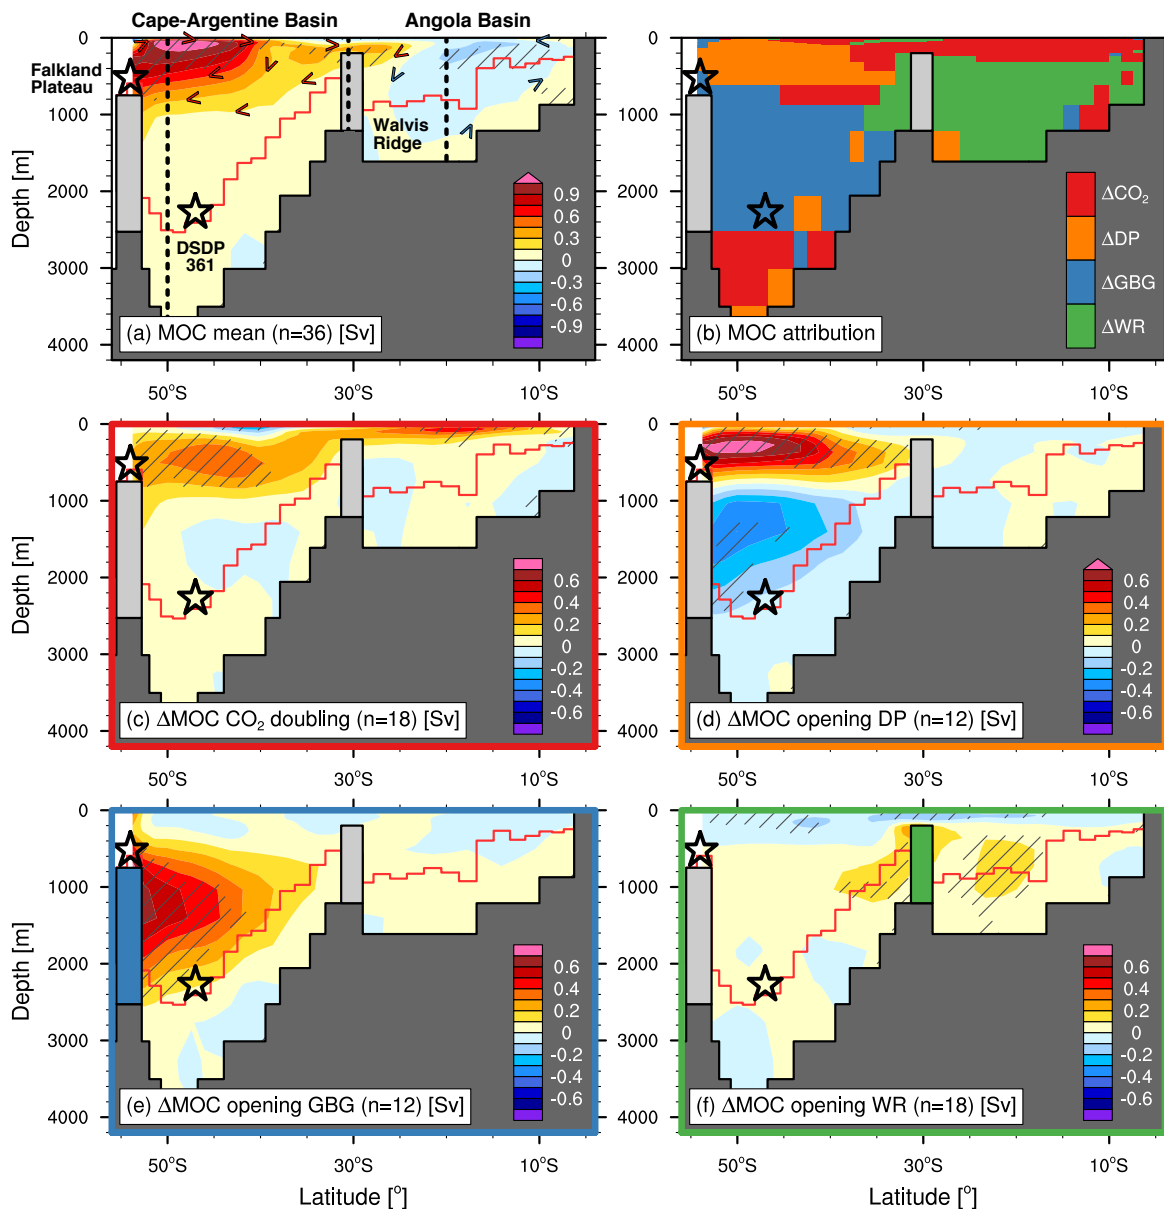 Cape-Argentine Basin Angola Basin
0
1000
2000
3000
4000
Depth [m]
Falkland
Plateau
Walvis
Ridge
DSDP
361
0.9
0.6
0.3
0
-0.3
-0.6
-0.9
(a) MOC mean (n=36) [Sv]
50°S 30°S 10°S
0
1000
2000
3000
4000
ΔCO₂
ΔDP
ΔGBG
ΔWR
(b) MOC attribution
50°S 30°S 10°S
0
1000
2000
3000
4000
Depth [m]
0.6
0.4
0.2
0
-0.2
-0.4
-0.6
(c) ΔMOC CO₂ doubling (n=18) [Sv]
50°S 30°S 10°S
0
1000
2000
3000
4000
0.6
0.4
0.2
0
-0.2
-0.4
-0.6
(d) ΔMOC opening DP (n=12) [Sv]
50°S 30°S 10°S
0
1000
2000
3000
4000
Depth [m]
0.6
0.4
0.2
0
-0.2
-0.4
-0.6
(e) ΔMOC opening GBG (n=12) [Sv]
50°S 30°S 10°S
Latitude [°]
0
1000
2000
3000
4000
0.6
0.4
0.2
0
-0.2
-0.4
-0.6
(f) ΔMOC opening WR (n=18) [Sv]
50°S 30°S 10°S
Latitude [°]